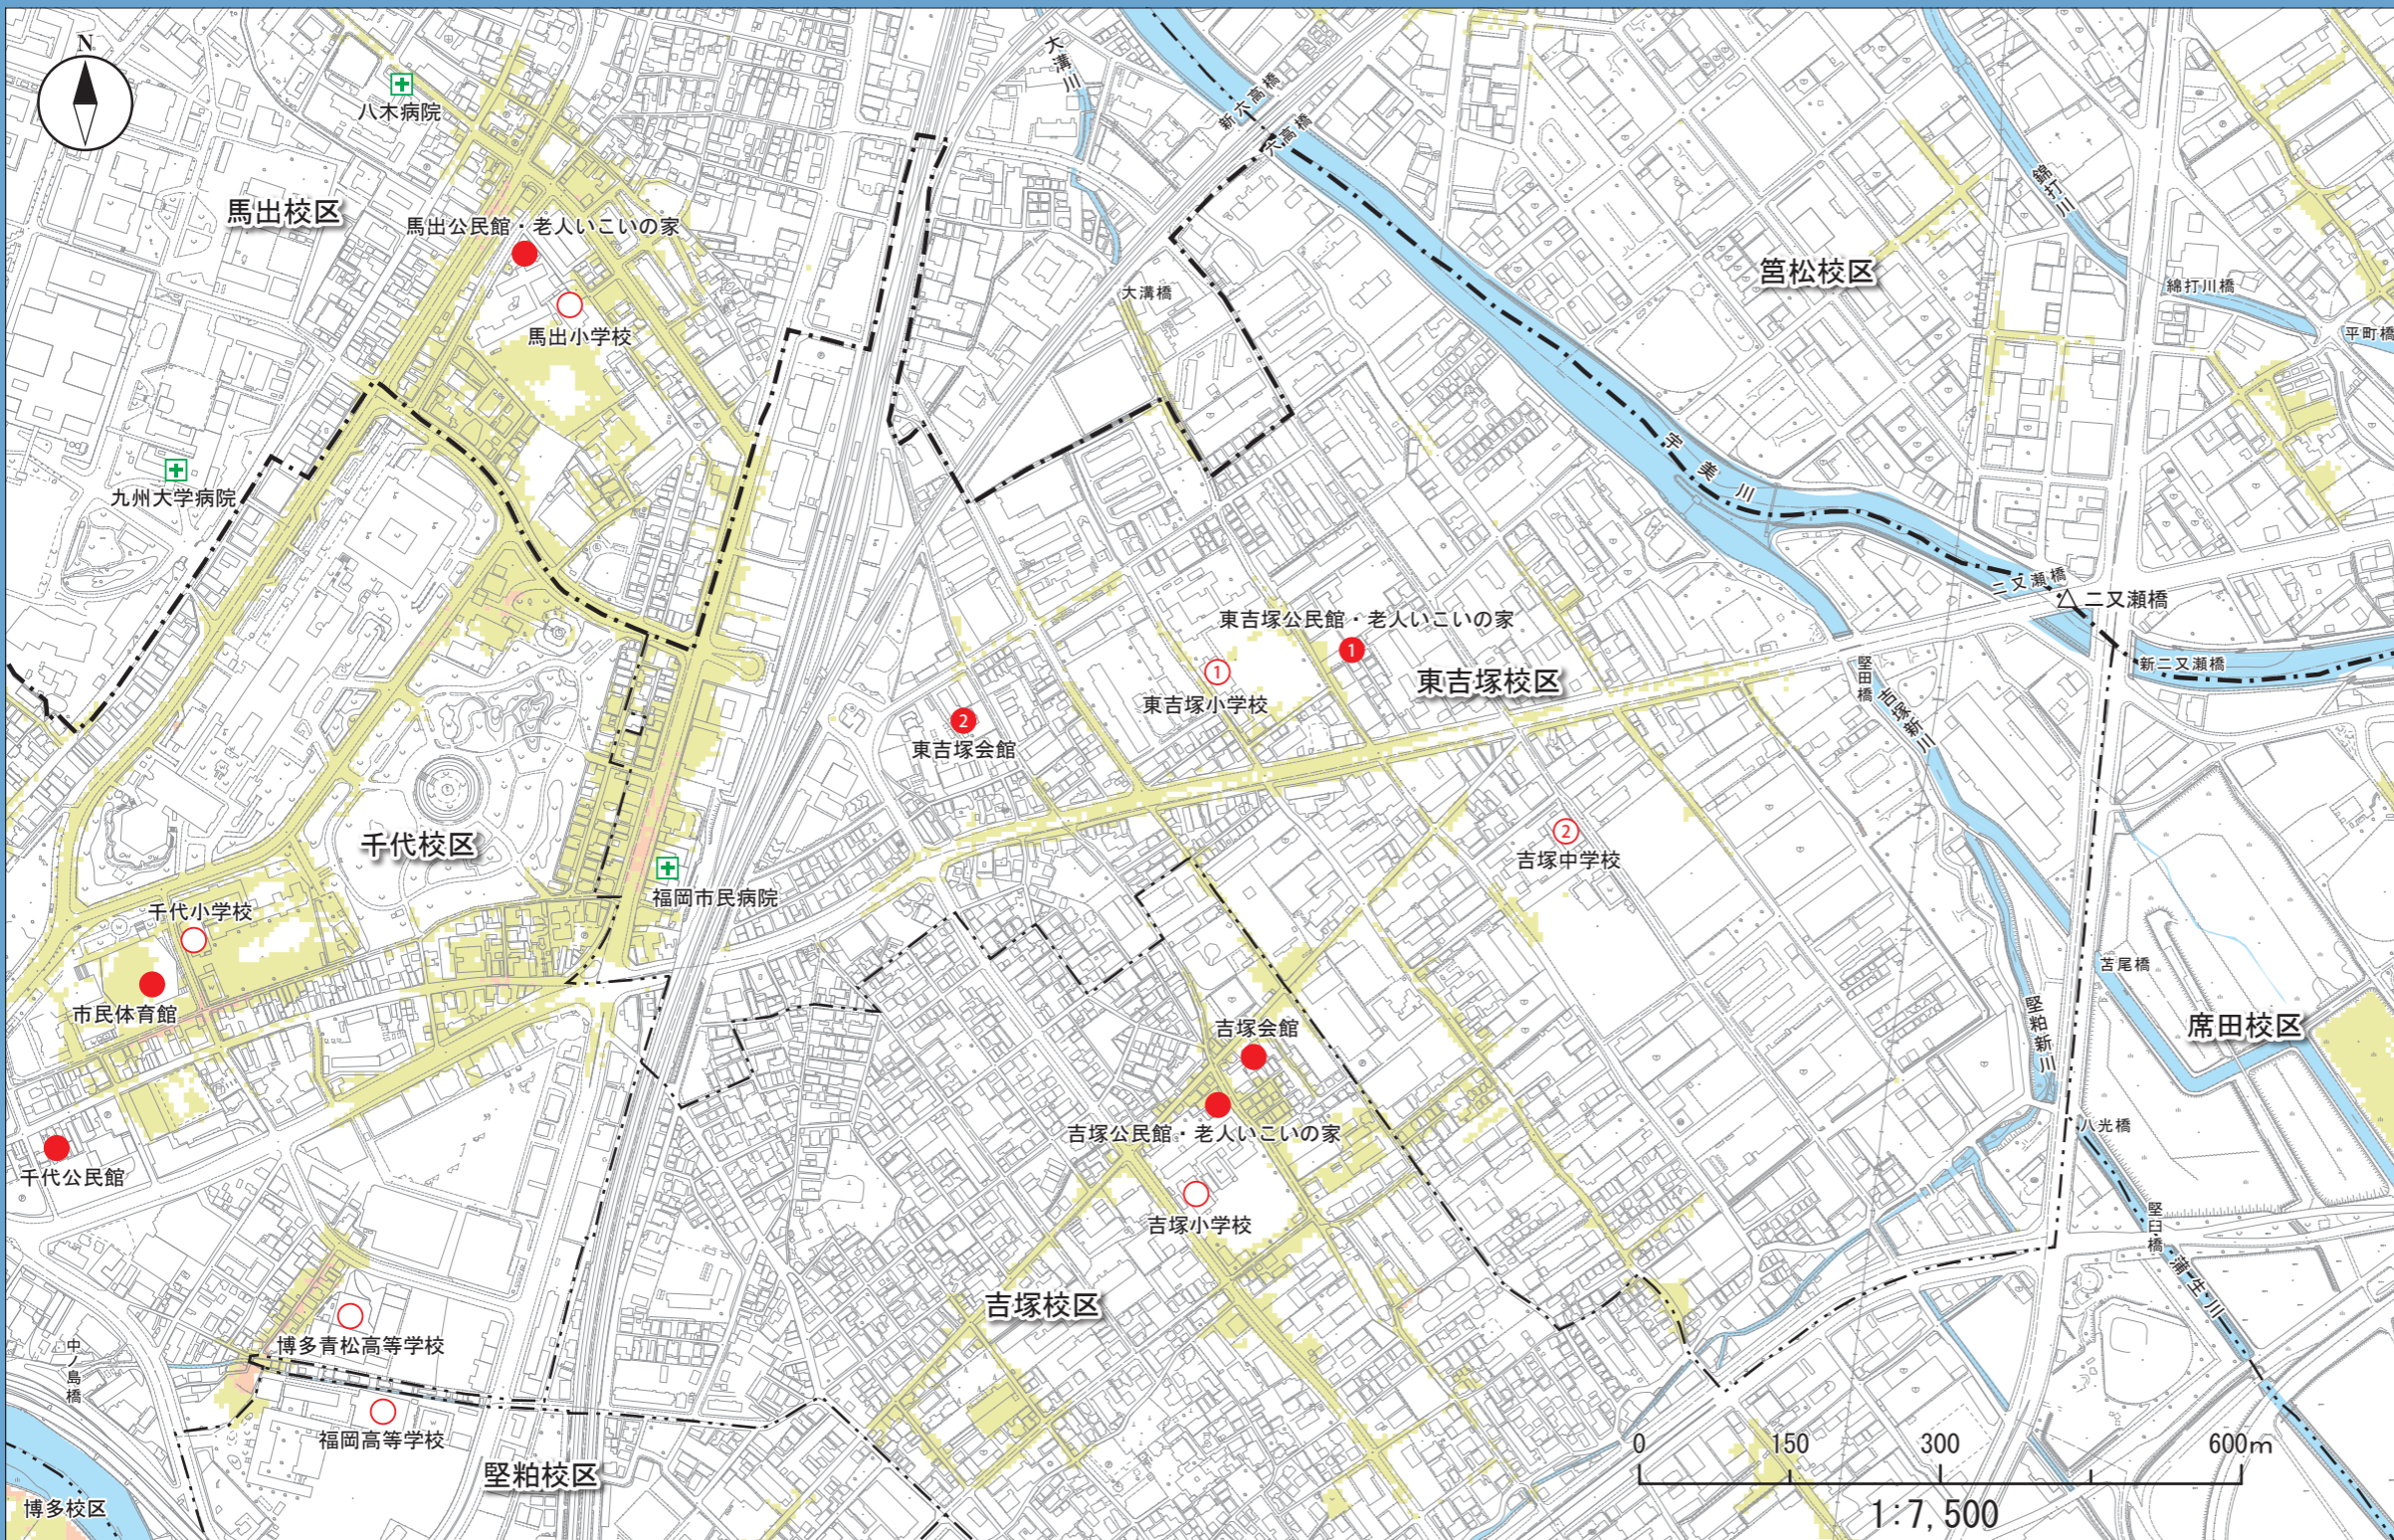 N
大溝川
新六高橋
六高橋
八木病院
錦打川
馬出校区
馬出公民館・老人いこいの家
筥松校区
大溝橋
綿打川橋
馬出小学校
平町橋
宇美川
九州大学病院
二又瀬橋
二又瀬橋
東吉塚公民館・老人いこいの家
1
新二又瀬橋
堅田橋
1
東吉塚校区
東吉塚小学校
吉塚新川
2
東吉塚会館
千代校区
2
吉塚中学校
福岡市民病院
千代小学校
苫尾橋
市民体育館
堅粕新川
吉塚会館
席田校区
八光橋
吉塚公民館・老人いこいの家
千代公民館
吉塚小学校
堅臼橋
蒲生川
吉塚校区
博多青松高等学校
中ノ島橋
福岡高等学校
0 150 300 600m
堅粕校区
博多校区
1:7,500